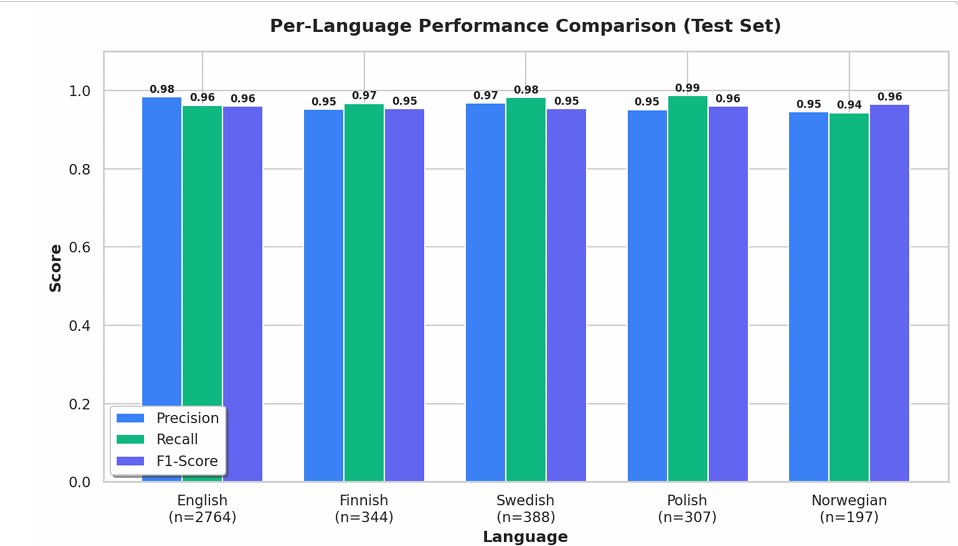 Per-Language Performance Comparison (Test Set)
Score
1.0
0.8
0.6
0.4
0.2
0.0
0.98 0.96 0.96
0.95 0.97 0.95
0.97 0.98 0.95
0.95 0.99 0.96
0.95 0.94 0.96
Precision
Recall
F1-Score
English
(n=2764)
Finnish
(n=344)
Swedish
(n=388)
Polish
(n=307)
Norwegian
(n=197)
Language